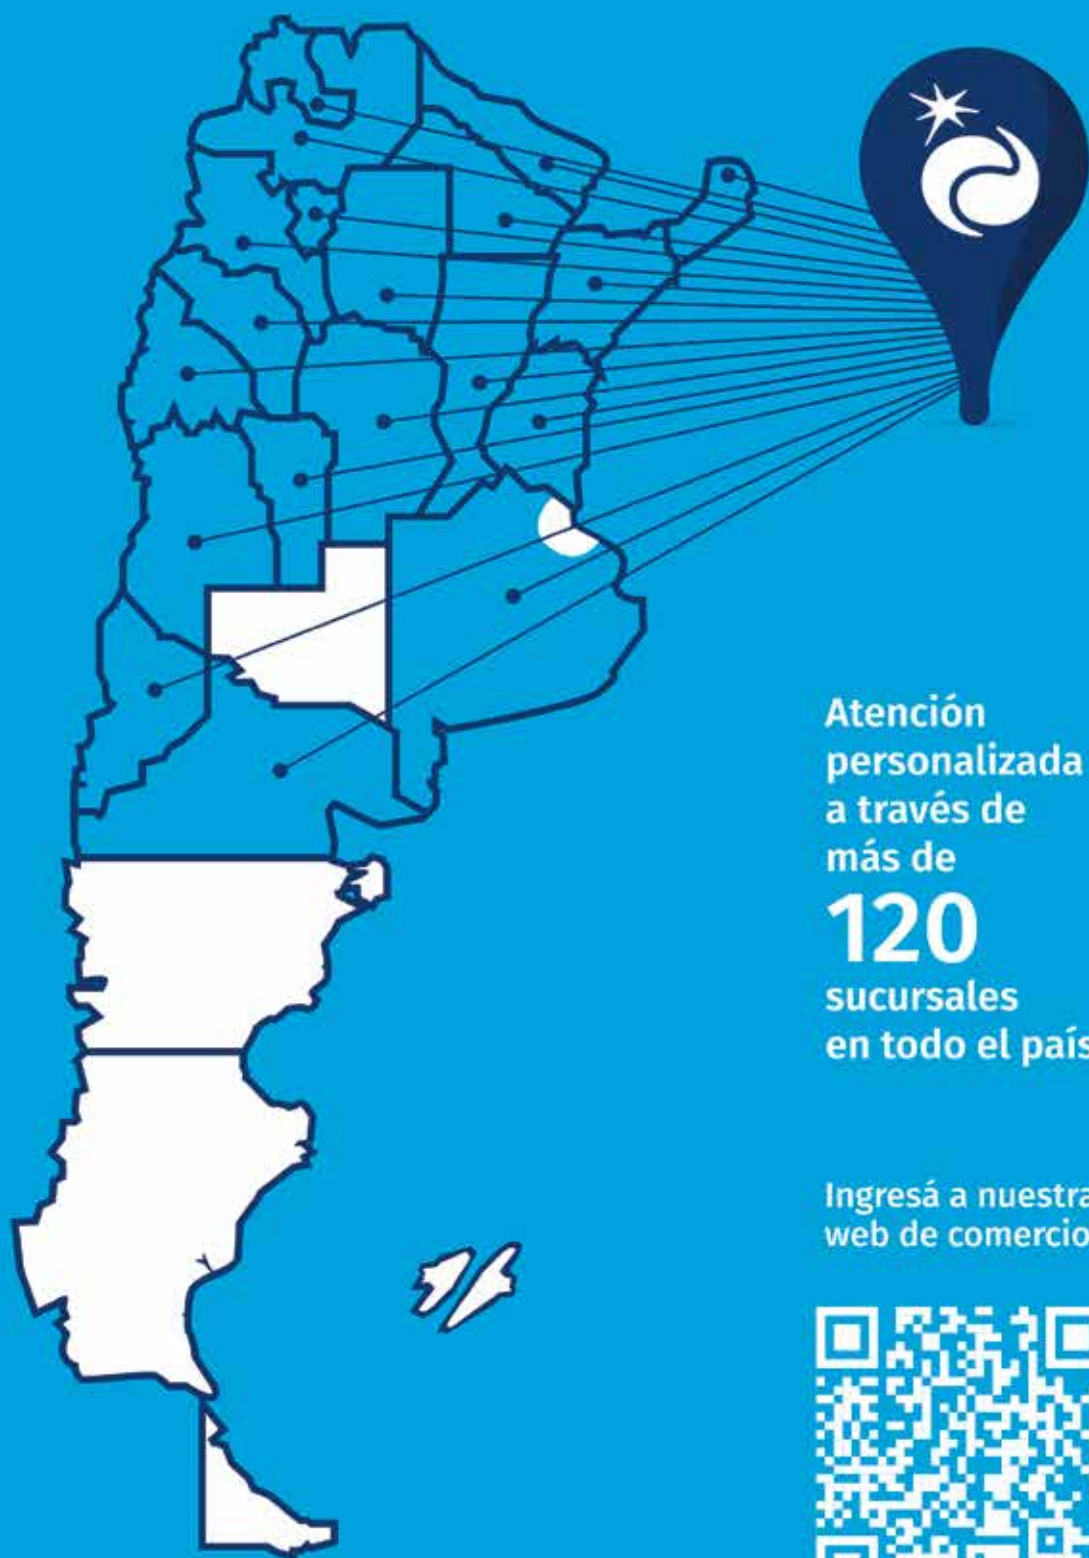 Atención
personalizada
a través de
más de
120
sucursales
en todo el país
Ingresá a nuestra
web de comercio